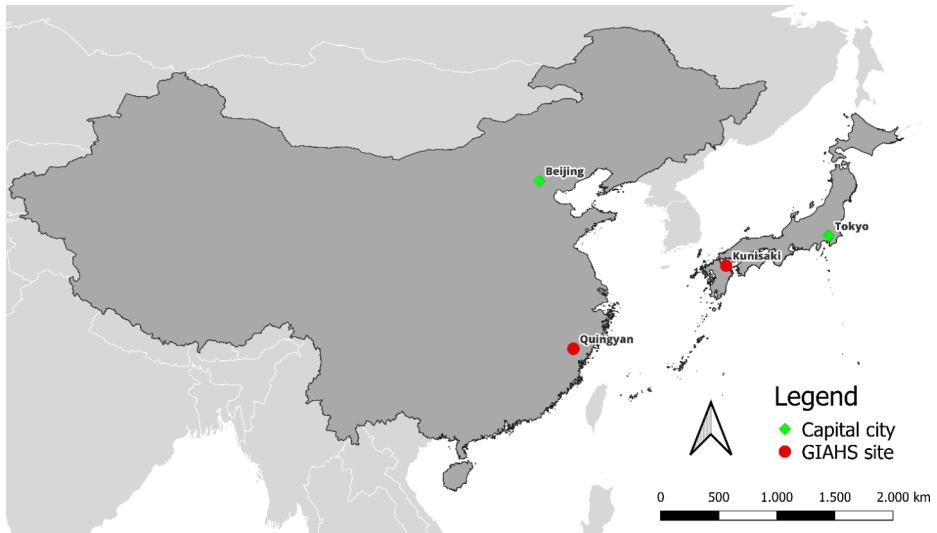 Beijing
Tokyo
Kunisaki
Quingyan
Legend
Capital city
GIAHS site
0 500 1.000 1.500 2.000 km